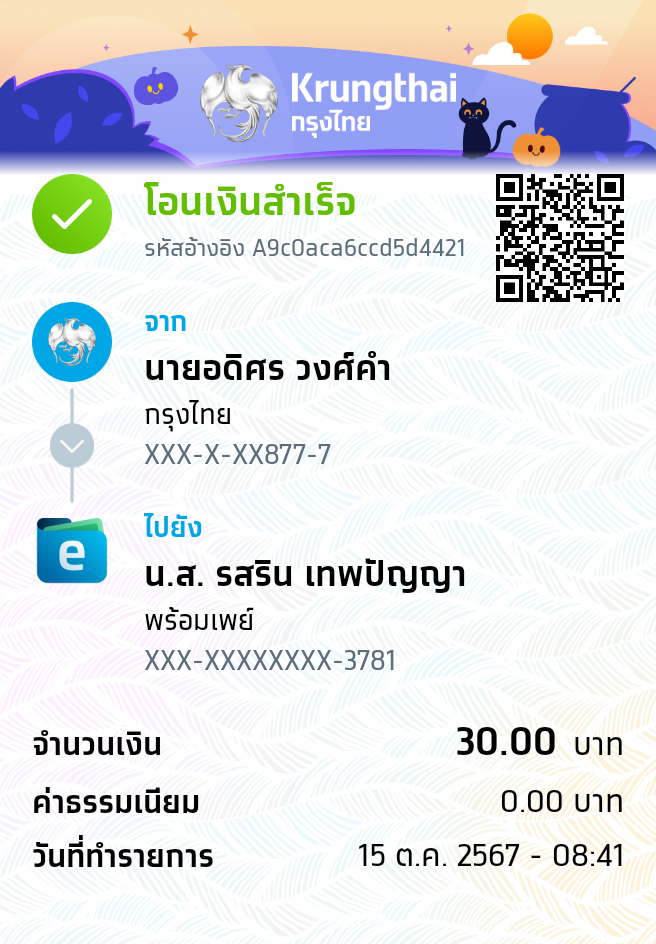 Krungthai
กรุงไทย
โอนเงินสำเร็จ
รหัสอ้างอิง A9c0aca6ccd5d4421
จาก
นายอดิศร วงศ์คำ
กรุงไทย
XXX-X-XX877-7
e
ไปยัง
น.ส. รสริน เทพปัญญา
พร้อมเพย์
XXX-XXXXXXXX-3781
จำนวนเงิน 30.00 บาท
ค่าธรรมเนียม 0.00 บาท
วันที่ทำรายการ 15 ต.ค. 2567 - 08:41